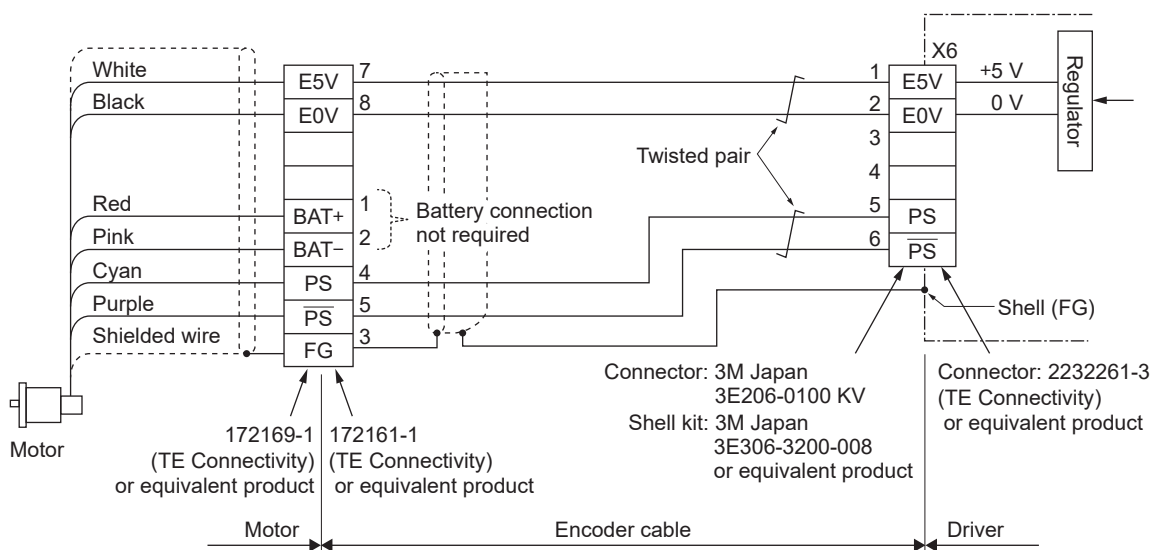 X6
White
E5V
7
1
E5V
+5 V
Regulator
Black
E0V
8
2
E0V
0 V
3
Twisted pair
4
Red
BAT+
1
Battery connection
not required
5
PS
Pink
BAT−
2
6
P̅S̅
Cyan
PS
4
Purple
P̅S̅
5
Shell (FG)
Shielded wire
FG
3
Motor
172169-1
(TE Connectivity)
or equivalent product
172161-1
(TE Connectivity)
or equivalent product
Connector: 3M Japan
3E206-0100 KV
Shell kit: 3M Japan
3E306-3200-008
or equivalent product
Connector: 2232261-3
(TE Connectivity)
or equivalent product
Motor
Encoder cable
Driver